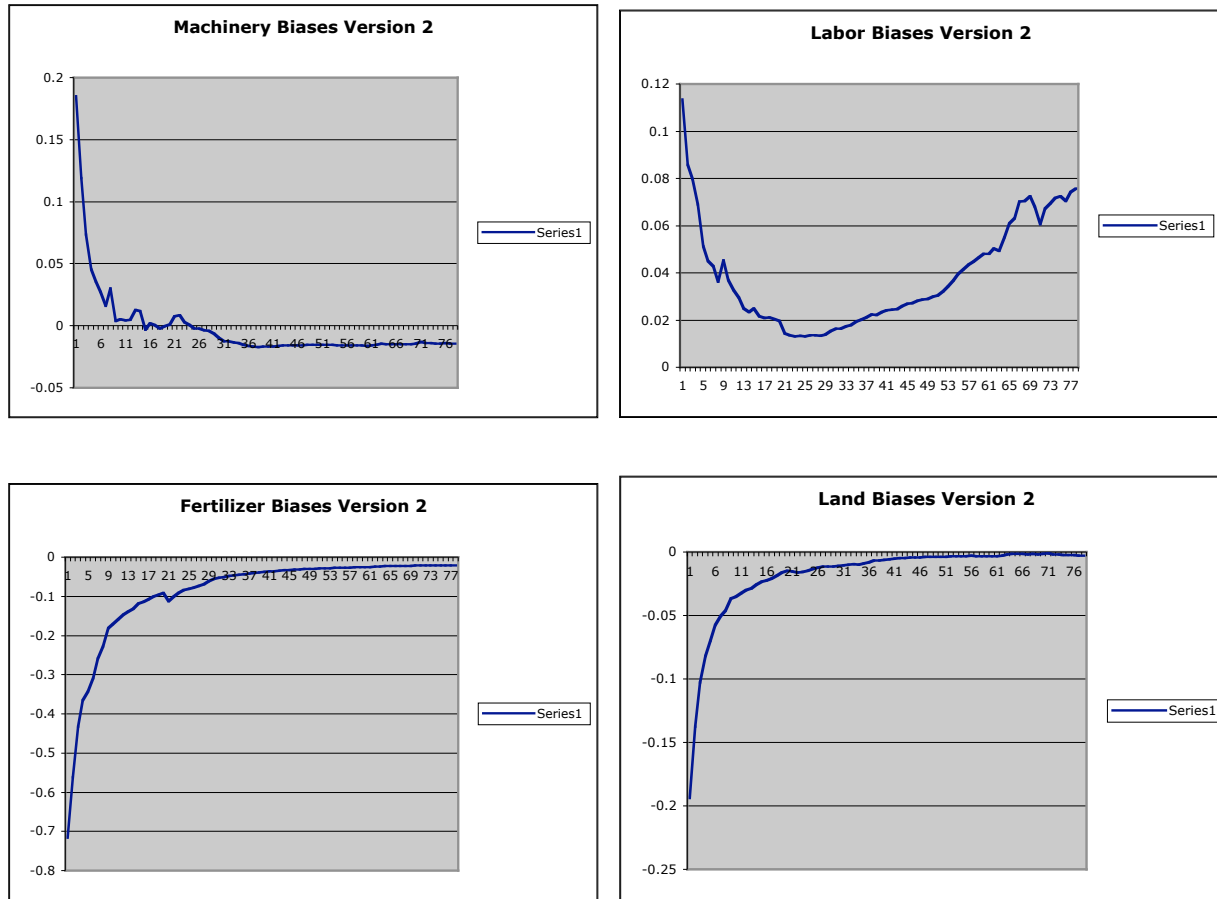 Machinery Biases Version 2
0.2
0.15
0.1
0.05
0
-0.05
1 6 11 16 21 26 31 36 41 46 51 56 61 66 71 76
Series1
Labor Biases Version 2
0.12
0.1
0.08
0.06
0.04
0.02
0
1 5 9 13 17 21 25 29 33 37 41 45 49 53 57 61 65 69 73 77
Series1
Fertilizer Biases Version 2
0
-0.1
-0.2
-0.3
-0.4
-0.5
-0.6
-0.7
-0.8
1 5 9 13 17 21 25 29 33 37 41 45 49 53 57 61 65 69 73 77
Series1
Land Biases Version 2
0
-0.05
-0.1
-0.15
-0.2
-0.25
1 6 11 16 21 26 31 36 41 46 51 56 61 66 71 76
Series1